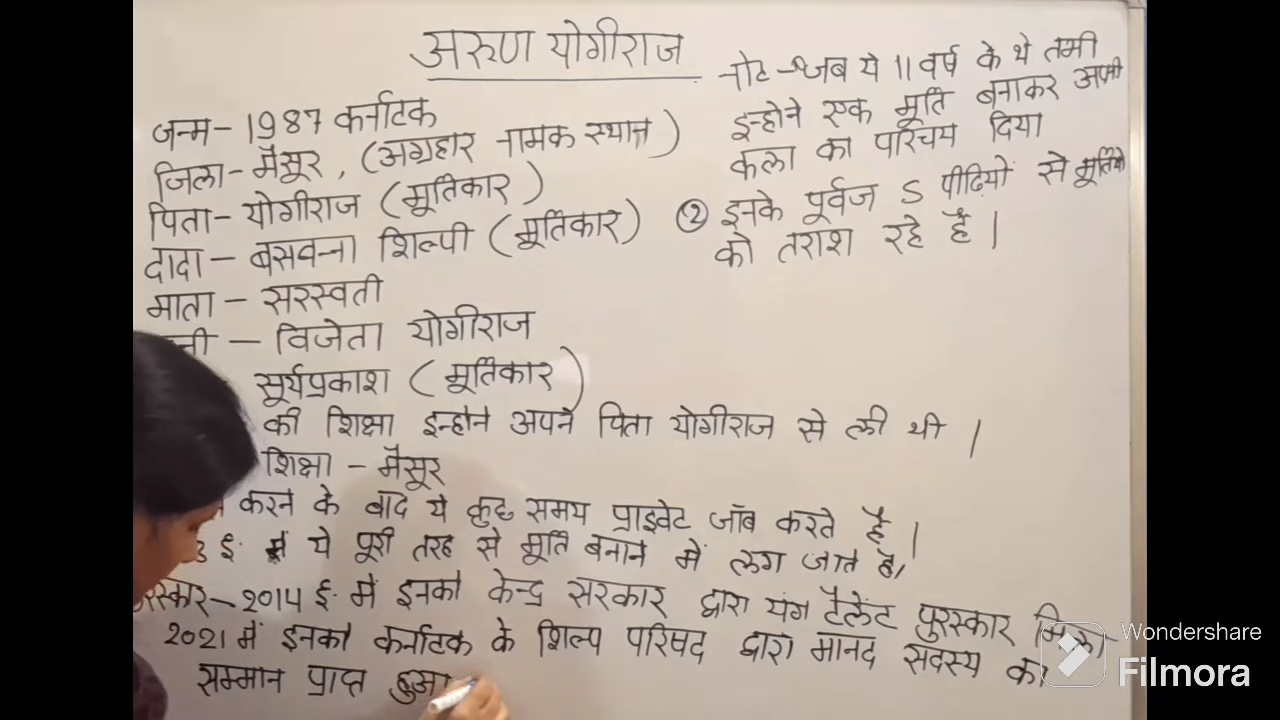 अरुण योगीराज
जन्म - 1987 कर्नाटक
जिला - मैसूर, (अग्रहार नामक स्थान)
पिता - योगीराज (मूर्तिकार)
दादा - बसवन्ना शिल्पी (मूर्तिकार)
माता - सरस्वती
— विजेता योगीराज
सूर्यप्रकाश (मूर्तिकार)
की शिक्षा इन्होने अपने पिता योगीराज से ली थी |
शिक्षा - मैसूर
करने के बाद ये कुछ समय प्राइवेट जॉब करते है |
ई. में ये पूरी तरह से मूर्ति बनाने में लग जाते है,
- 2014 ई. में इनको केन्द्र सरकार द्वारा यंग टैलेंट पुरस्कार
2021 में इनको कर्नाटक के शिल्प परिषद द्वारा मानद सदस्य का
सम्मान प्राप्त हुआ
नोट - जब ये 11 वर्ष के थे तभी
इन्होने एक मूर्ति बनाकर अपनी
कला का परिचय दिया
② इनके पूर्वज 5 पीढियों से
को तराश रहे है |
Wondershare
Filmora